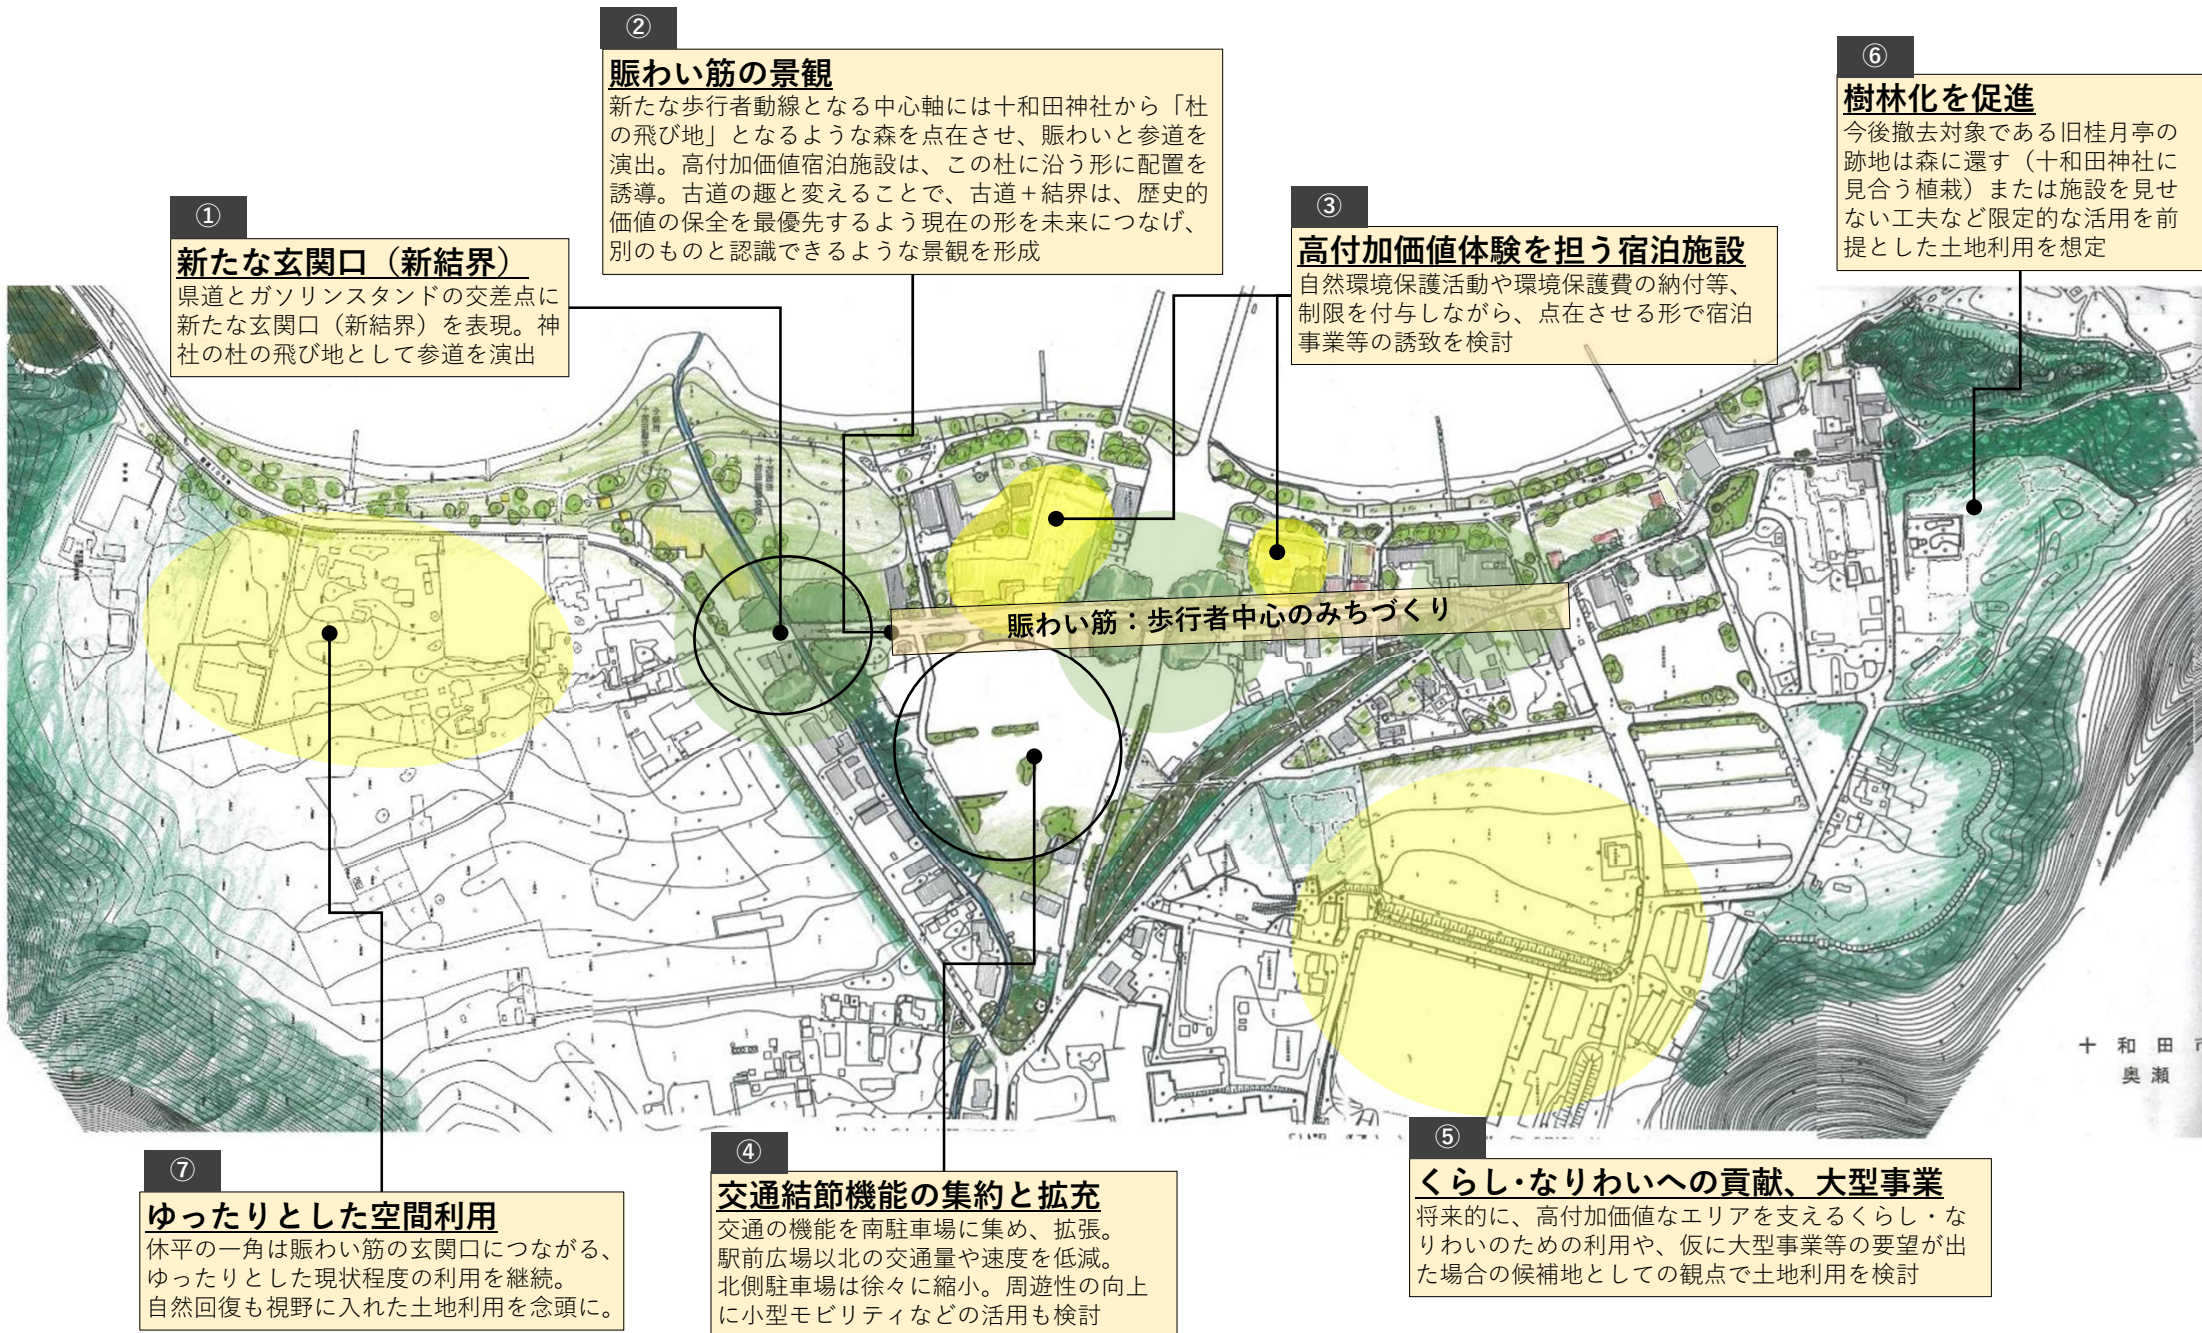 ①
新たな玄関口（新結界）
県道とガソリンスタンドの交差点に
新たな玄関口（新結界）を表現。神
社の杜の飛び地として参道を演出
②
賑わい筋の景観
新たな歩行者動線となる中心軸には十和田神社から「杜
の飛び地」となるような森を点在させ、賑わいと参道を
演出。高付加価値宿泊施設は、この杜に沿う形に配置を
誘導。古道の趣と変えることで、古道＋結界は、歴史的
価値の保全を最優先するよう現在の形を未来につなげ、
別のものと認識できるような景観を形成
③
高付加価値体験を担う宿泊施設
自然環境保護活動や環境保護費の納付等、
制限を付与しながら、点在させる形で宿泊
事業等の誘致を検討
⑥
樹林化を促進
今後撤去対象である旧桂月亭の
跡地は森に還す（十和田神社に
見合う植栽）または施設を見せ
ない工夫など限定的な活用を前
提とした土地利用を想定
賑わい筋：歩行者中心のみちづくり
十 和 田 市
奥 瀬
⑦
ゆったりとした空間利用
休平の一角は賑わい筋の玄関口につながる、
ゆったりとした現状程度の利用を継続。
自然回復も視野に入れた土地利用を念頭に。
④
交通結節機能の集約と拡充
交通の機能を南駐車場に集め、拡張。
駅前広場以北の交通量や速度を低減。
北側駐車場は徐々に縮小。周遊性の向上
に小型モビリティなどの活用も検討
⑤
くらし・なりわいへの貢献、大型事業
将来的に、高付加価値なエリアを支えるくらし・な
りわいのための利用や、仮に大型事業等の要望が出
た場合の候補地としての観点で土地利用を検討